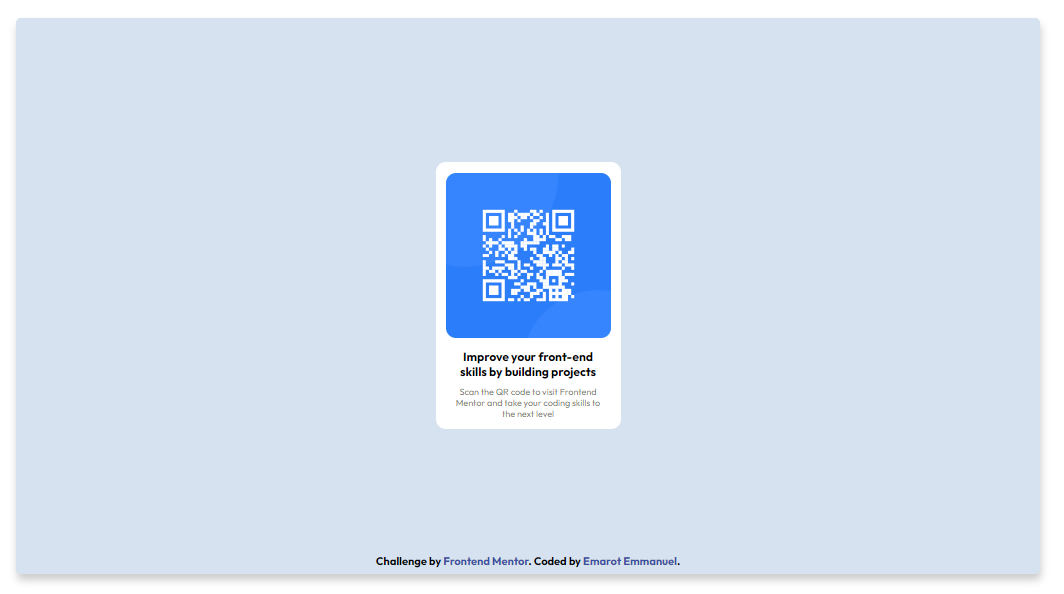 Improve your front-end
skills by building projects
Scan the QR code to visit Frontend
Mentor and take your coding skills to
the next level
Challenge by Frontend Mentor. Coded by Emarot Emmanuel.